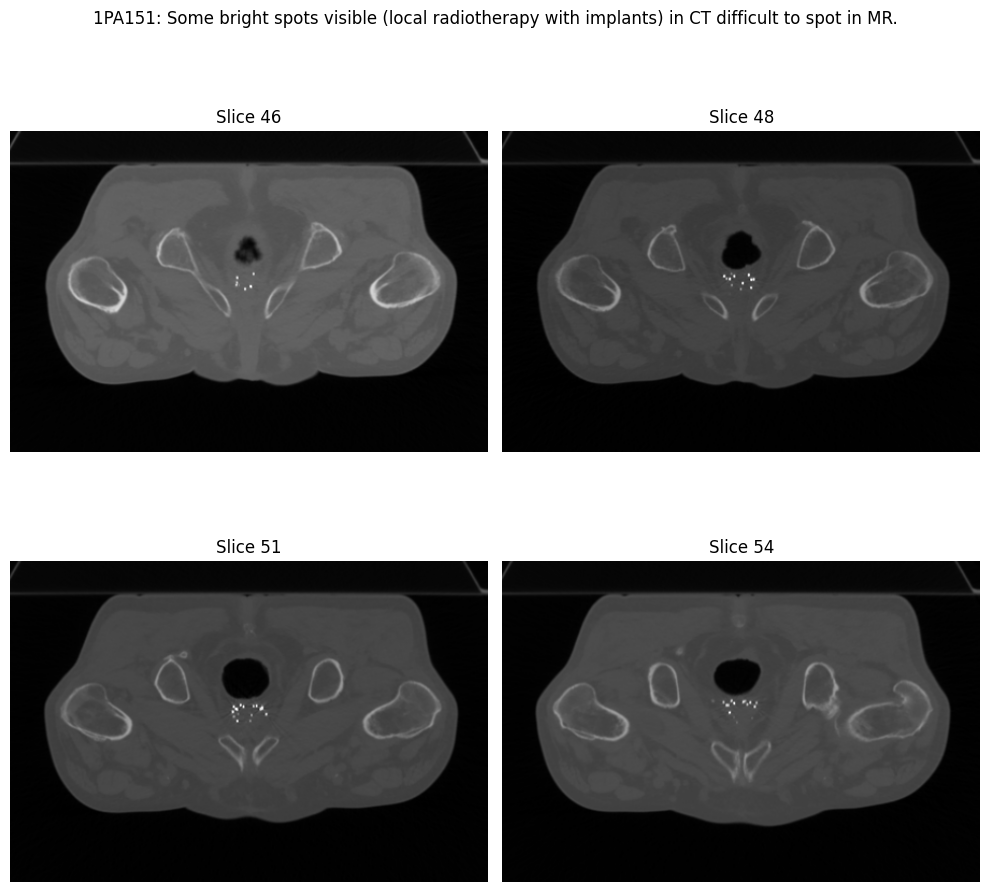 1PA151: Some bright spots visible (local radiotherapy with implants) in CT difficult to spot in MR.
Slice 46
Slice 48
Slice 51
Slice 54